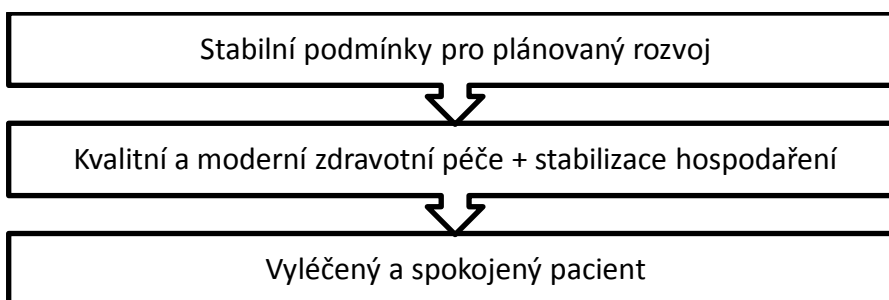 Stabilní podmínky pro plánovaný rozvoj
Kvalitní a moderní zdravotní péče + stabilizace hospodaření
Vyléčený a spokojený pacient